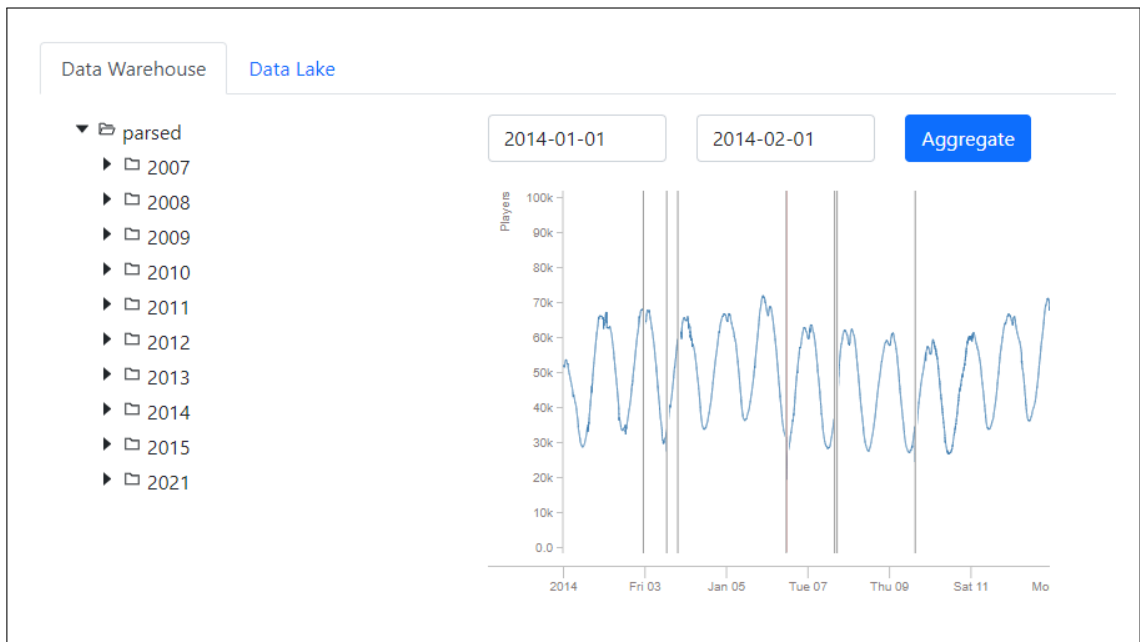 Data Warehouse
Data Lake
parsed
2007
2008
2009
2010
2011
2012
2013
2014
2015
2021
2014-01-01
2014-02-01
Aggregate
Players
100k
90k
80k
70k
60k
50k
40k
30k
20k
10k
0.0
2014
Fri 03
Jan 05
Tue 07
Thu 09
Sat 11
Mo